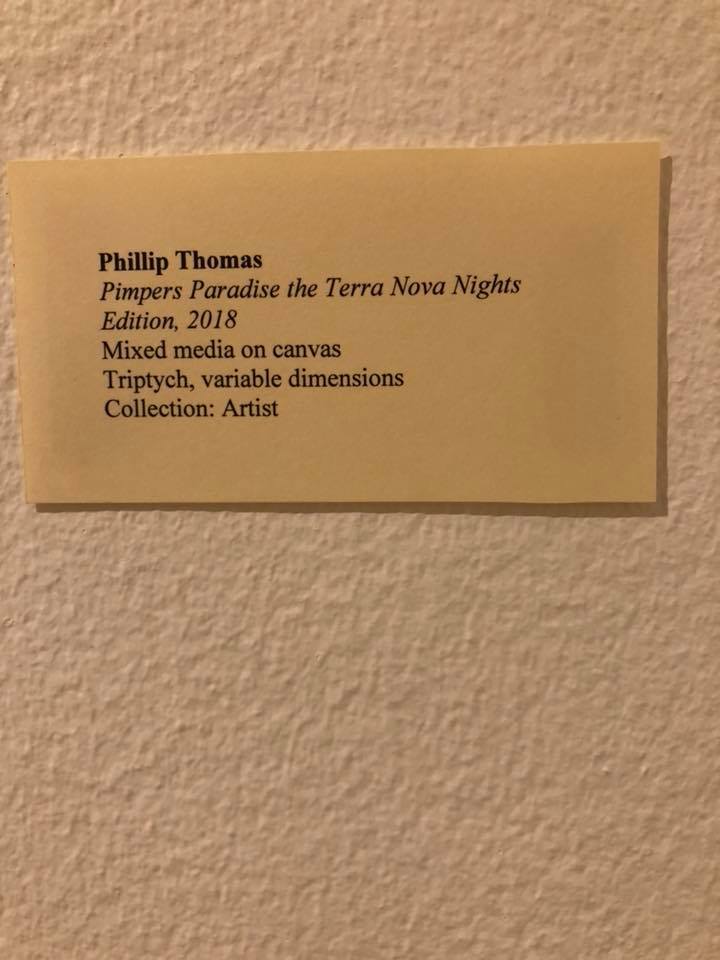 Phillip Thomas
Pimpers Paradise the Terra Nova Nights
Edition, 2018
Mixed media on canvas
Triptych, variable dimensions
Collection: Artist